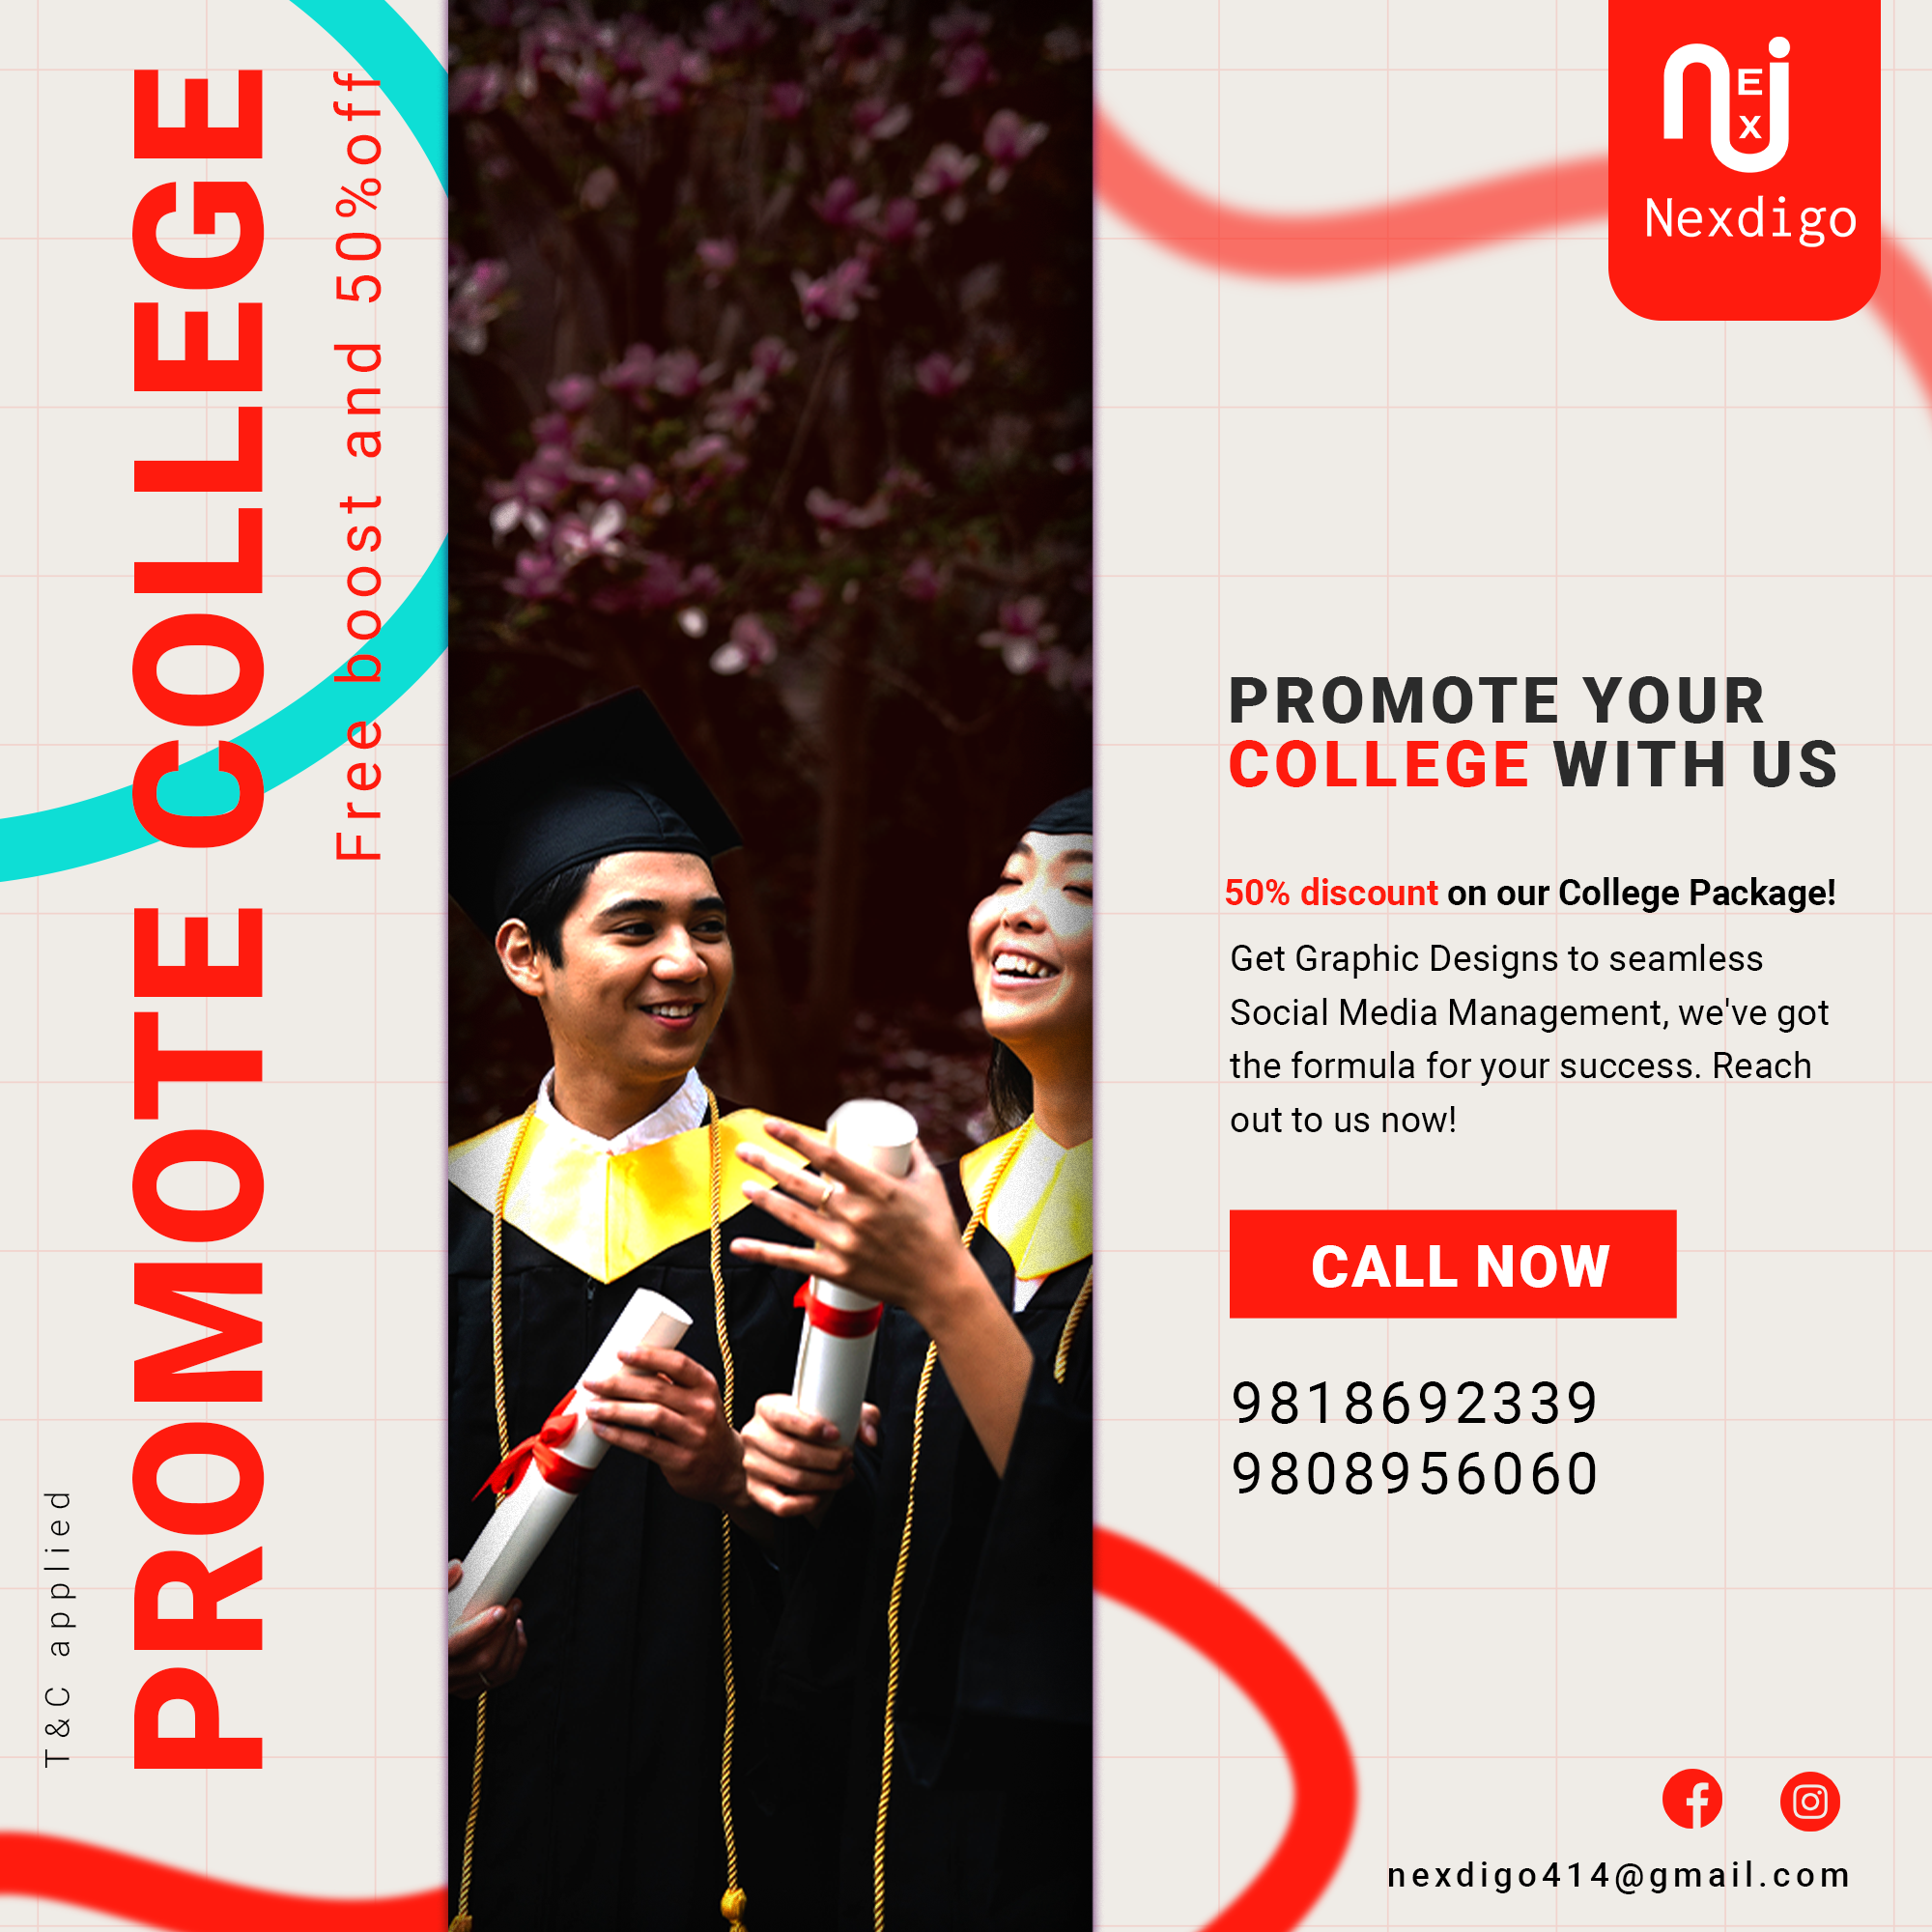 PROMOTE COLLEGE
Free boost and 50%off
T&C applied
NEXJ
Nexdigo
PROMOTE YOUR
COLLEGE WITH US
50% discount on our College Package!
Get Graphic Designs to seamless
Social Media Management, we've got
the formula for your success. Reach
out to us now!
CALL NOW
9818692339
9808956060
nexdigo414@gmail.com